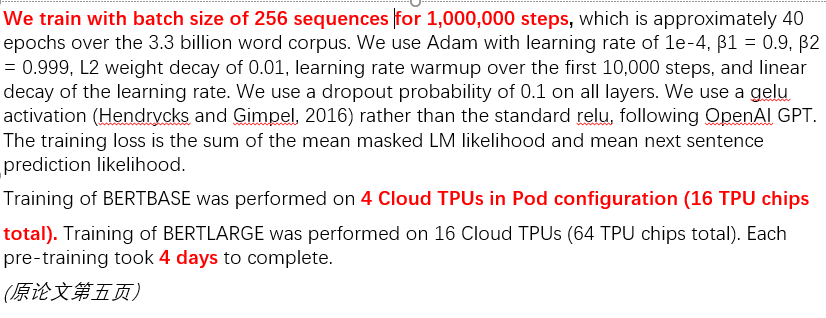 We train with batch size of 256 sequences for 1,000,000 steps, which is approximately 40
epochs over the 3.3 billion word corpus. We use Adam with learning rate of 1e-4, β1 = 0.9, β2
= 0.999, L2 weight decay of 0.01, learning rate warmup over the first 10,000 steps, and linear
decay of the learning rate. We use a dropout probability of 0.1 on all layers. We use a gelu
activation (Hendrycks and Gimpel, 2016) rather than the standard relu, following OpenAI GPT.
The training loss is the sum of the mean masked LM likelihood and mean next sentence
prediction likelihood.
Training of BERTBASE was performed on 4 Cloud TPUs in Pod configuration (16 TPU chips
total). Training of BERTLARGE was performed on 16 Cloud TPUs (64 TPU chips total). Each
pre-training took 4 days to complete.
(原论文第五页）